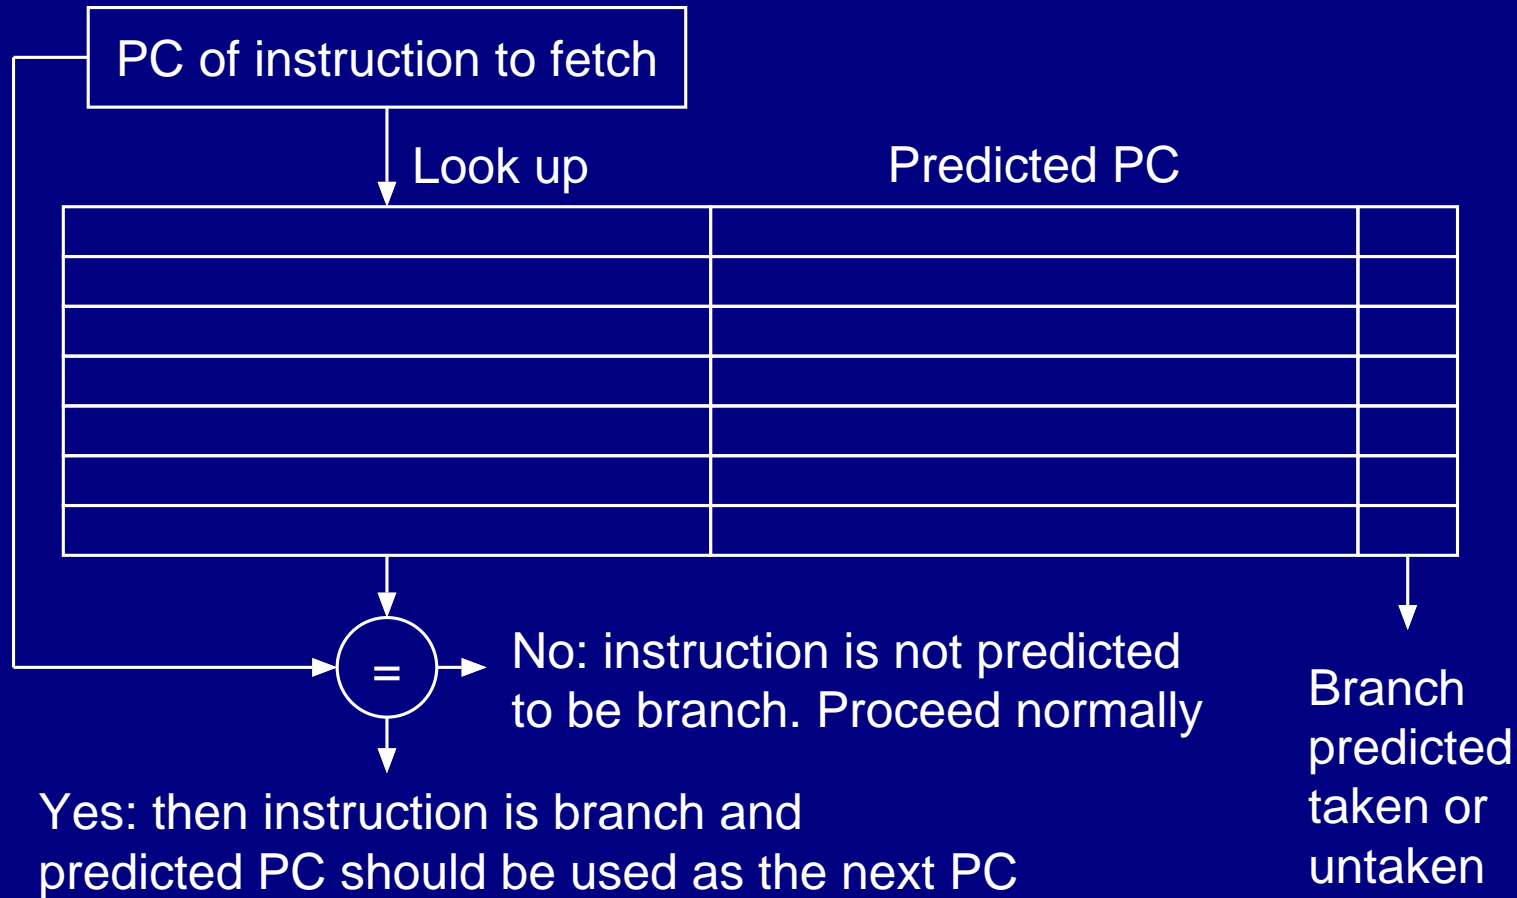 PC of instruction to fetch
Look up
Predicted PC
=
No: instruction is not predicted
to be branch. Proceed normally
Yes: then instruction is branch and
predicted PC should be used as the next PC
Branch
predicted
taken or
untaken